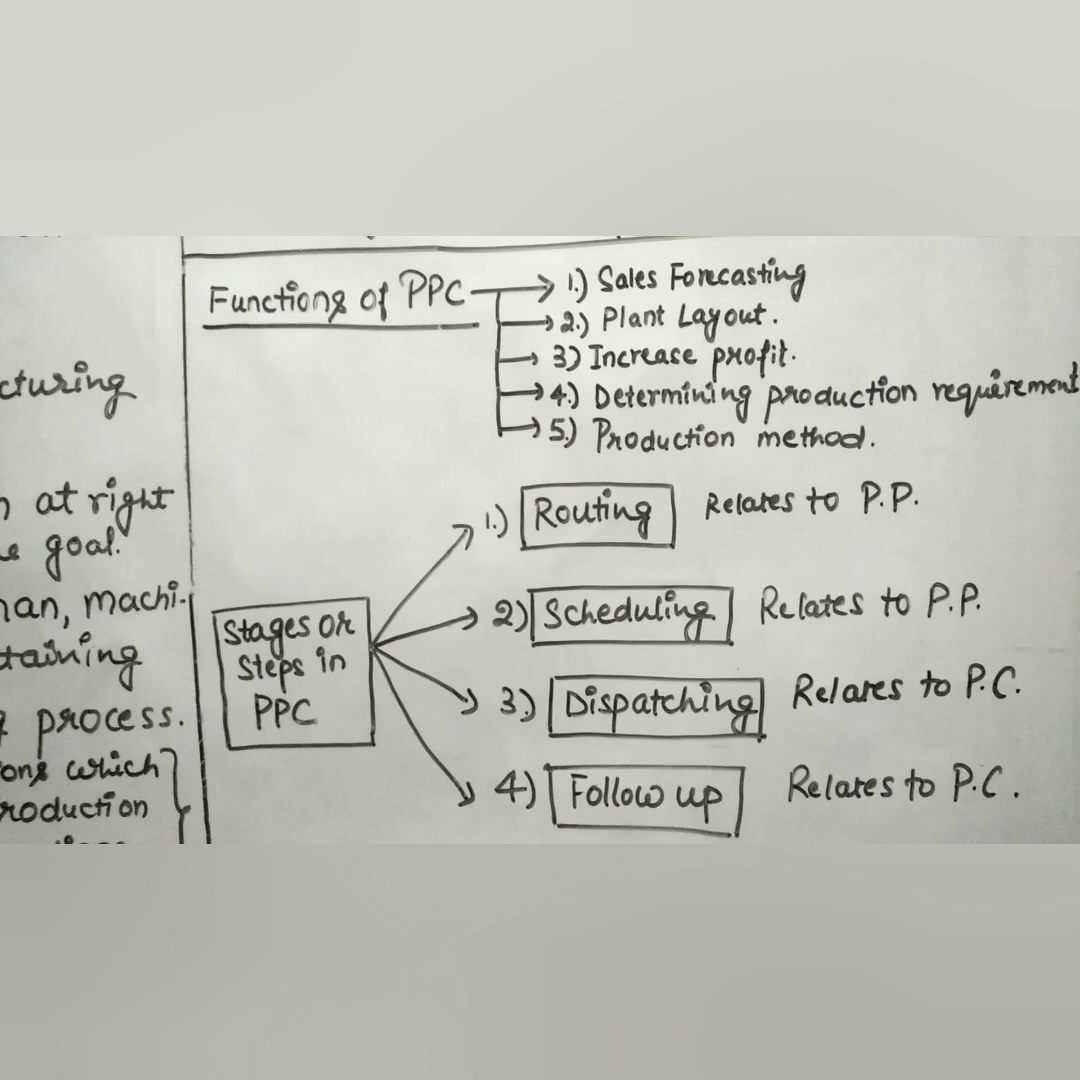 Functions of PPC
1.) Sales Forecasting
2.) Plant Layout.
3) Increase profit.
4.) Determining production requirement
5.) Production method.
Stages or
Steps in
PPC
1.) Routing Relates to P.P.
2) Scheduling Relates to P.P.
3.) Dispatching Relates to P.C.
4.) Follow up Relates to P.C.
cturing
at right
goal.
man, machi-
taining
process.
which
roduction